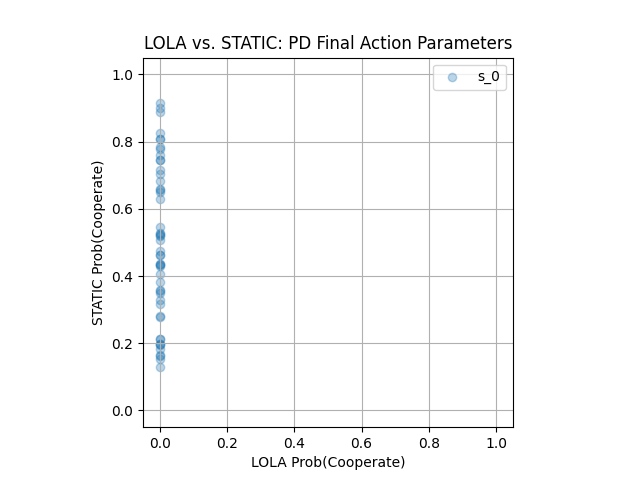 LOLA vs. STATIC: PD Final Action Parameters
s_0
1.0
0.8
0.6
0.4
0.2
0.0
STATIC Prob(Cooperate)
0.0 0.2 0.4 0.6 0.8 1.0
LOLA Prob(Cooperate)